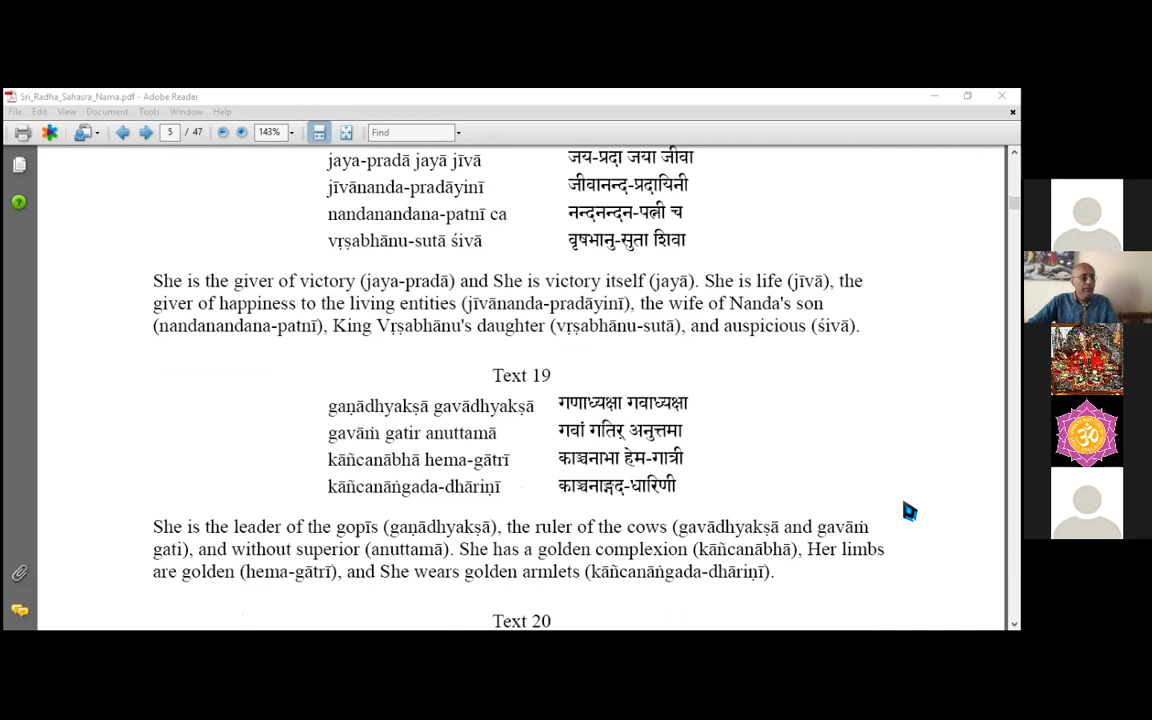 Sri_Radha_Sahasra_Nama.pdf - Adobe Reader
File Edit View Document Tools Window Help
5 / 47 143% Find
jaya-pradā jayā jīvā जय-प्रदा जया जीवा
jīvānanda-pradāyinī जीवानन्द-प्रदायिनी
nandanandana-patnī ca नन्दनन्दन-पत्नी च
vṛṣabhānu-sutā śivā वृषभानु-सुता शिवा
She is the giver of victory (jaya-pradā) and She is victory itself (jayā). She is life (jīvā), the
giver of happiness to the living entities (jīvānanda-pradāyinī), the wife of Nanda's son
(nandanandana-patnī), King Vṛṣabhānu's daughter (vṛṣabhānu-sutā), and auspicious (śivā).
Text 19
gaṇādhyakṣā gavādhyakṣā गणाध्यक्षा गवाध्यक्षा
gavāṁ gatir anuttamā गवां गतिर् अनुत्तमा
kāñcanābhā hema-gātrī काञ्चनाभा हेम-गात्री
kāñcanāṅgada-dhāriṇī काञ्चनाङ्गद-धारिणी
She is the leader of the gopīs (gaṇādhyakṣā), the ruler of the cows (gavādhyakṣā and gavāṁ
gati), and without superior (anuttamā). She has a golden complexion (kāñcanābhā), Her limbs
are golden (hema-gātrī), and She wears golden armlets (kāñcanāṅgada-dhāriṇī).
Text 20
ॐ